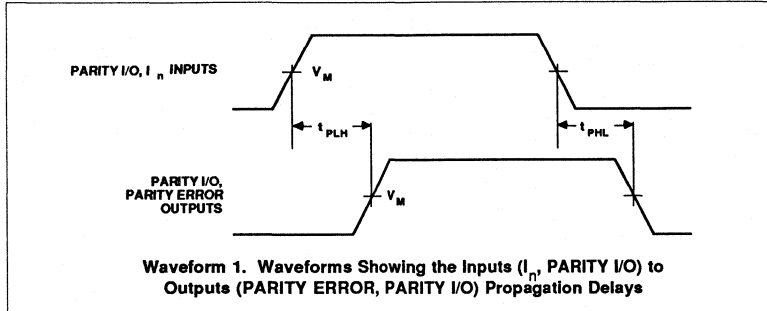 PARITY I/O, I n INPUTS
V M
t PLH
t PHL
PARITY I/O,
PARITY ERROR
OUTPUTS
V M
Waveform 1. Waveforms Showing the Inputs (In, PARITY I/O) to
Outputs (PARITY ERROR, PARITY I/O) Propagation Delays